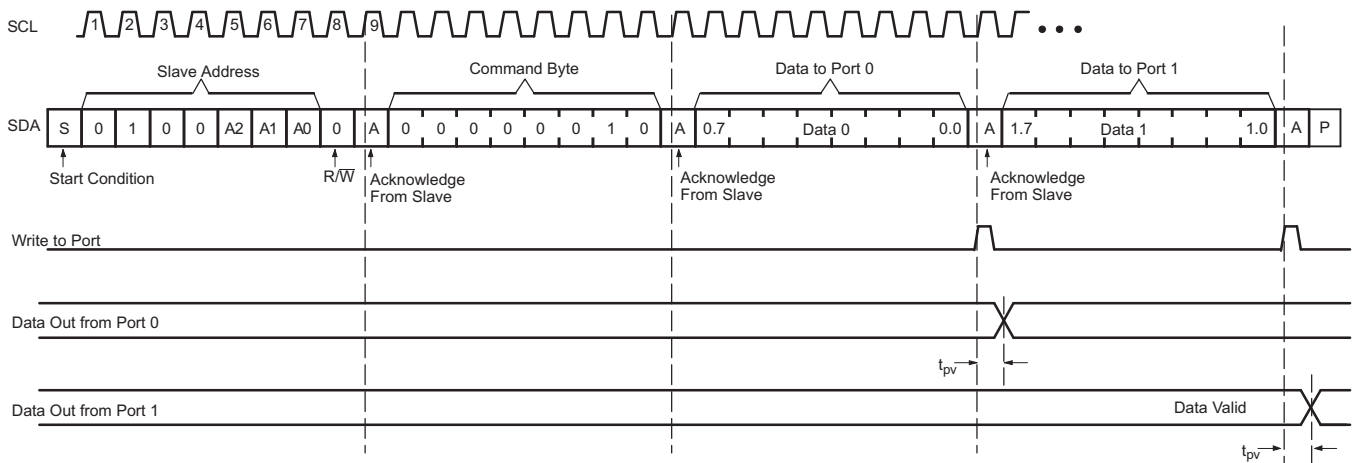 SCL 1 2 3 4 5 6 7 8 9
Slave Address Command Byte Data to Port 0 Data to Port 1
SDA S 0 1 0 0 A2 A1 A0 0 A 0 0 0 0 0 0 1 0 A 0.7 Data 0 0.0 A 1.7 Data 1 1.0 A P
Start Condition R/W̅ Acknowledge From Slave Acknowledge From Slave Acknowledge From Slave
Write to Port
Data Out from Port 0
tpv
Data Out from Port 1 Data Valid
tpv